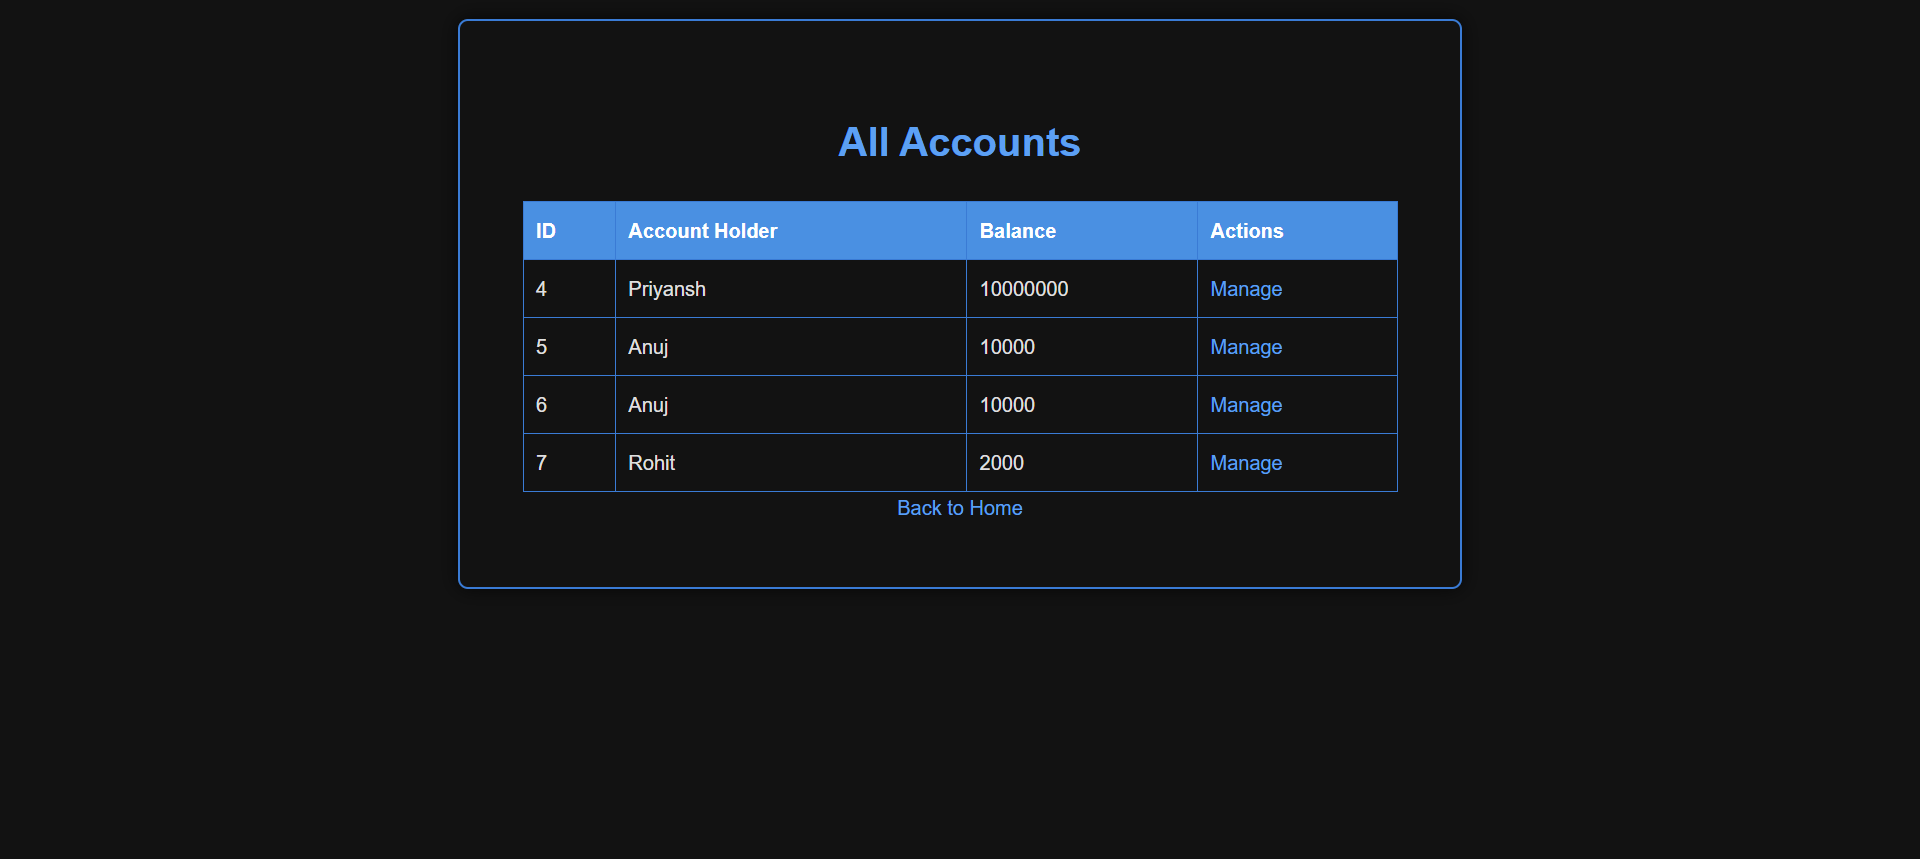 All Accounts
ID Account Holder Balance Actions
4 Priyansh 10000000 Manage
5 Anuj 10000 Manage
6 Anuj 10000 Manage
7 Rohit 2000 Manage
Back to Home